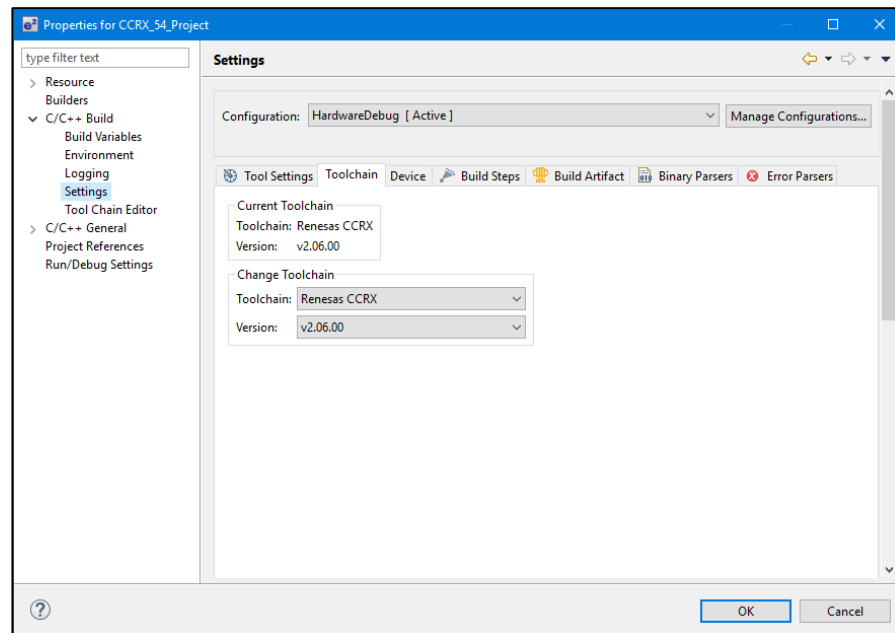 e² Properties for CCRX_54_Project
type filter text
Resource
Builders
C/C++ Build
Build Variables
Environment
Logging
Settings
Tool Chain Editor
C/C++ General
Project References
Run/Debug Settings
Settings
Configuration: HardwareDebug [ Active ] Manage Configurations...
Tool Settings Toolchain Device Build Steps Build Artifact 010 Binary Parsers Error Parsers
Current Toolchain
Toolchain: Renesas CCRX
Version: v2.06.00
Change Toolchain
Toolchain: Renesas CCRX
Version: v2.06.00
? OK Cancel